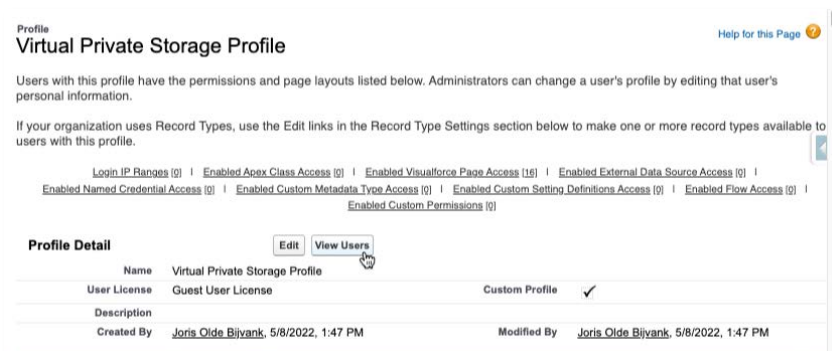 Profile
Virtual Private Storage Profile
Help for this Page
Users with this profile have the permissions and page layouts listed below. Administrators can change a user's profile by editing that user's
personal information.
If your organization uses Record Types, use the Edit links in the Record Type Settings section below to make one or more record types available to
users with this profile.
Login IP Ranges [0] | Enabled Apex Class Access [0] | Enabled Visualforce Page Access [16] | Enabled External Data Source Access [0] |
Enabled Named Credential Access [0] | Enabled Custom Metadata Type Access [0] | Enabled Custom Setting Definitions Access [0] | Enabled Flow Access [0] |
Enabled Custom Permissions [0]
Profile Detail Edit View Users
Name Virtual Private Storage Profile
User License Guest User License Custom Profile
Description
Created By Joris Olde Bijvank, 5/8/2022, 1:47 PM Modified By Joris Olde Bijvank, 5/8/2022, 1:47 PM